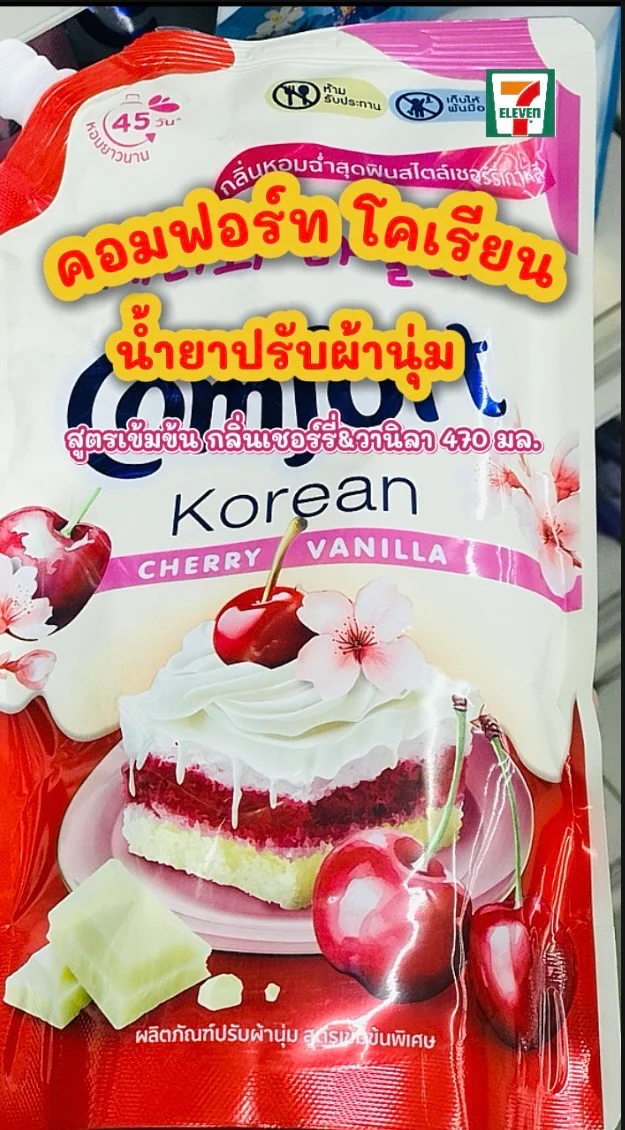 45 วัน
หอมยาวนาน
ห้าม
รับประทาน
เก็บให้
พ้นมือ
7
ELEVEN
กลิ่นหอมฉ่ำสุดฟินสไตล์เชอร์รี่เกาหลี
คอมฟอร์ท โคเรียน
น้ำยาปรับผ้านุ่ม
Comfort
สูตรเข้มข้น กลิ่นเชอร์รี่&วานิลา 470 มล.
Korean
CHERRY VANILLA
ผลิตภัณฑ์ปรับผ้านุ่ม สูตรเข้มข้นพิเศษ